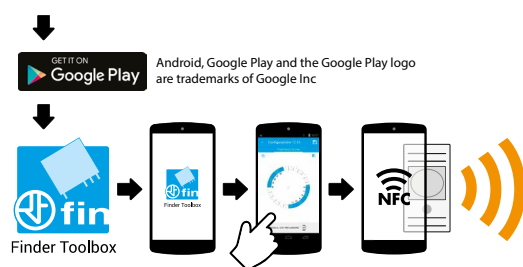 GET IT ON
Google Play
Android, Google Play and the Google Play logo
are trademarks of Google Inc
fin
Finder Toolbox
fin
Finder Toolbox
NFC